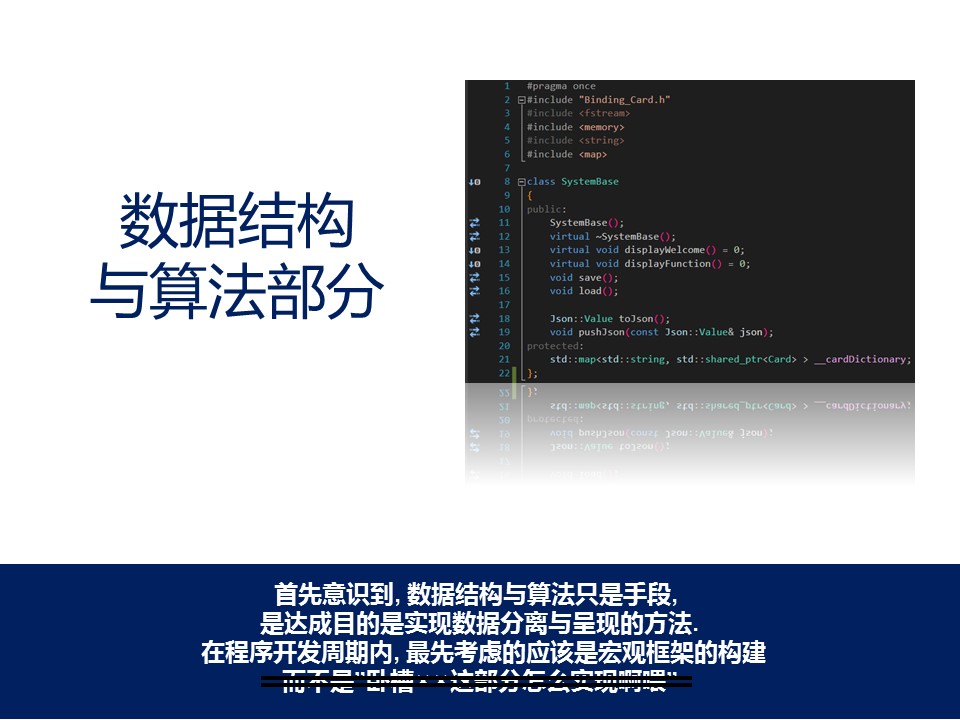 数据结构
与算法部分
1 #pragma once
2 #include "Binding_Card.h"
3 #include <fstream>
4 #include <memory>
5 #include <string>
6 #include <map>
7
8 class SystemBase
9 {
10 public:
11 SystemBase();
12 virtual ~SystemBase();
13 virtual void displayWelcome() = 0;
14 virtual void displayFunction() = 0;
15 void save();
16 void load();
17
18 Json::Value toJson();
19 void pushJson(const Json::Value& json);
20 protected:
21 std::map<std::string, std::shared_ptr<Card> > __cardDictionary;
22 };
首先意识到, 数据结构与算法只是手段,
是达成目的是实现数据分离与呈现的方法.
在程序开发周期内, 最先考虑的应该是宏观框架的构建
而不是"卧槽××这部分怎么实现啊喂"